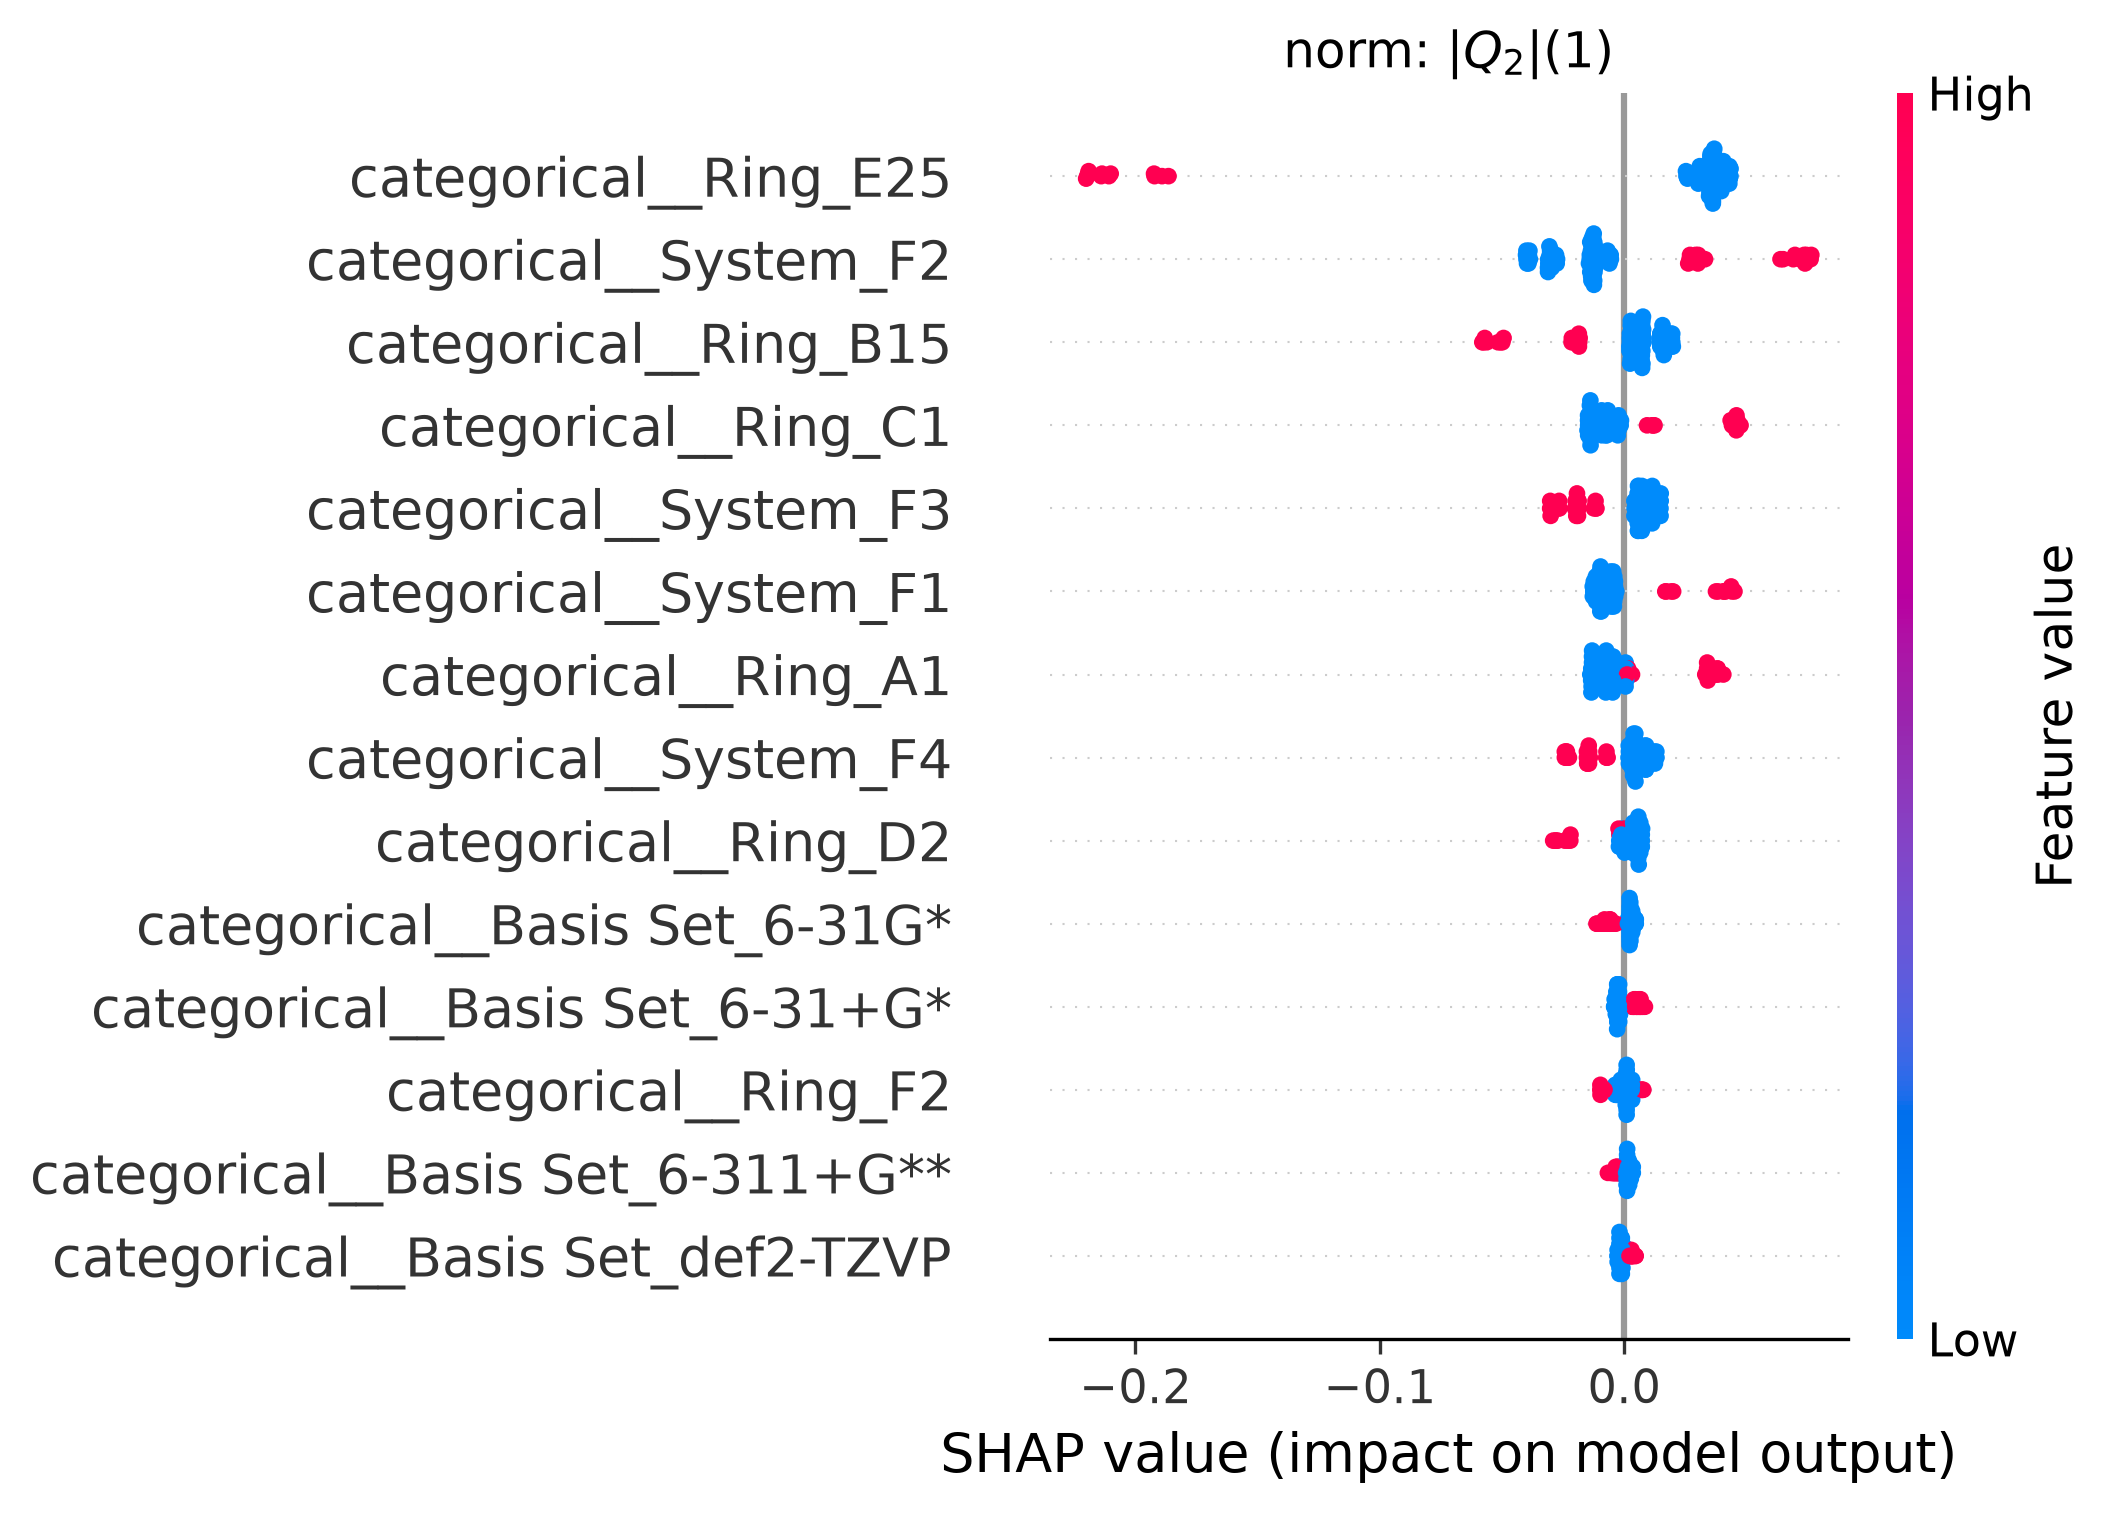 norm: |Q₂|(1)
High
categorical__Ring_E25
categorical__System_F2
categorical__Ring_B15
categorical__Ring_C1
categorical__System_F3
categorical__System_F1
categorical__Ring_A1
categorical__System_F4
categorical__Ring_D2
categorical__Basis Set_6-31G*
categorical__Basis Set_6-31+G*
categorical__Ring_F2
categorical__Basis Set_6-311+G**
categorical__Basis Set_def2-TZVP
Feature value
Low
−0.2 −0.1 0.0
SHAP value (impact on model output)